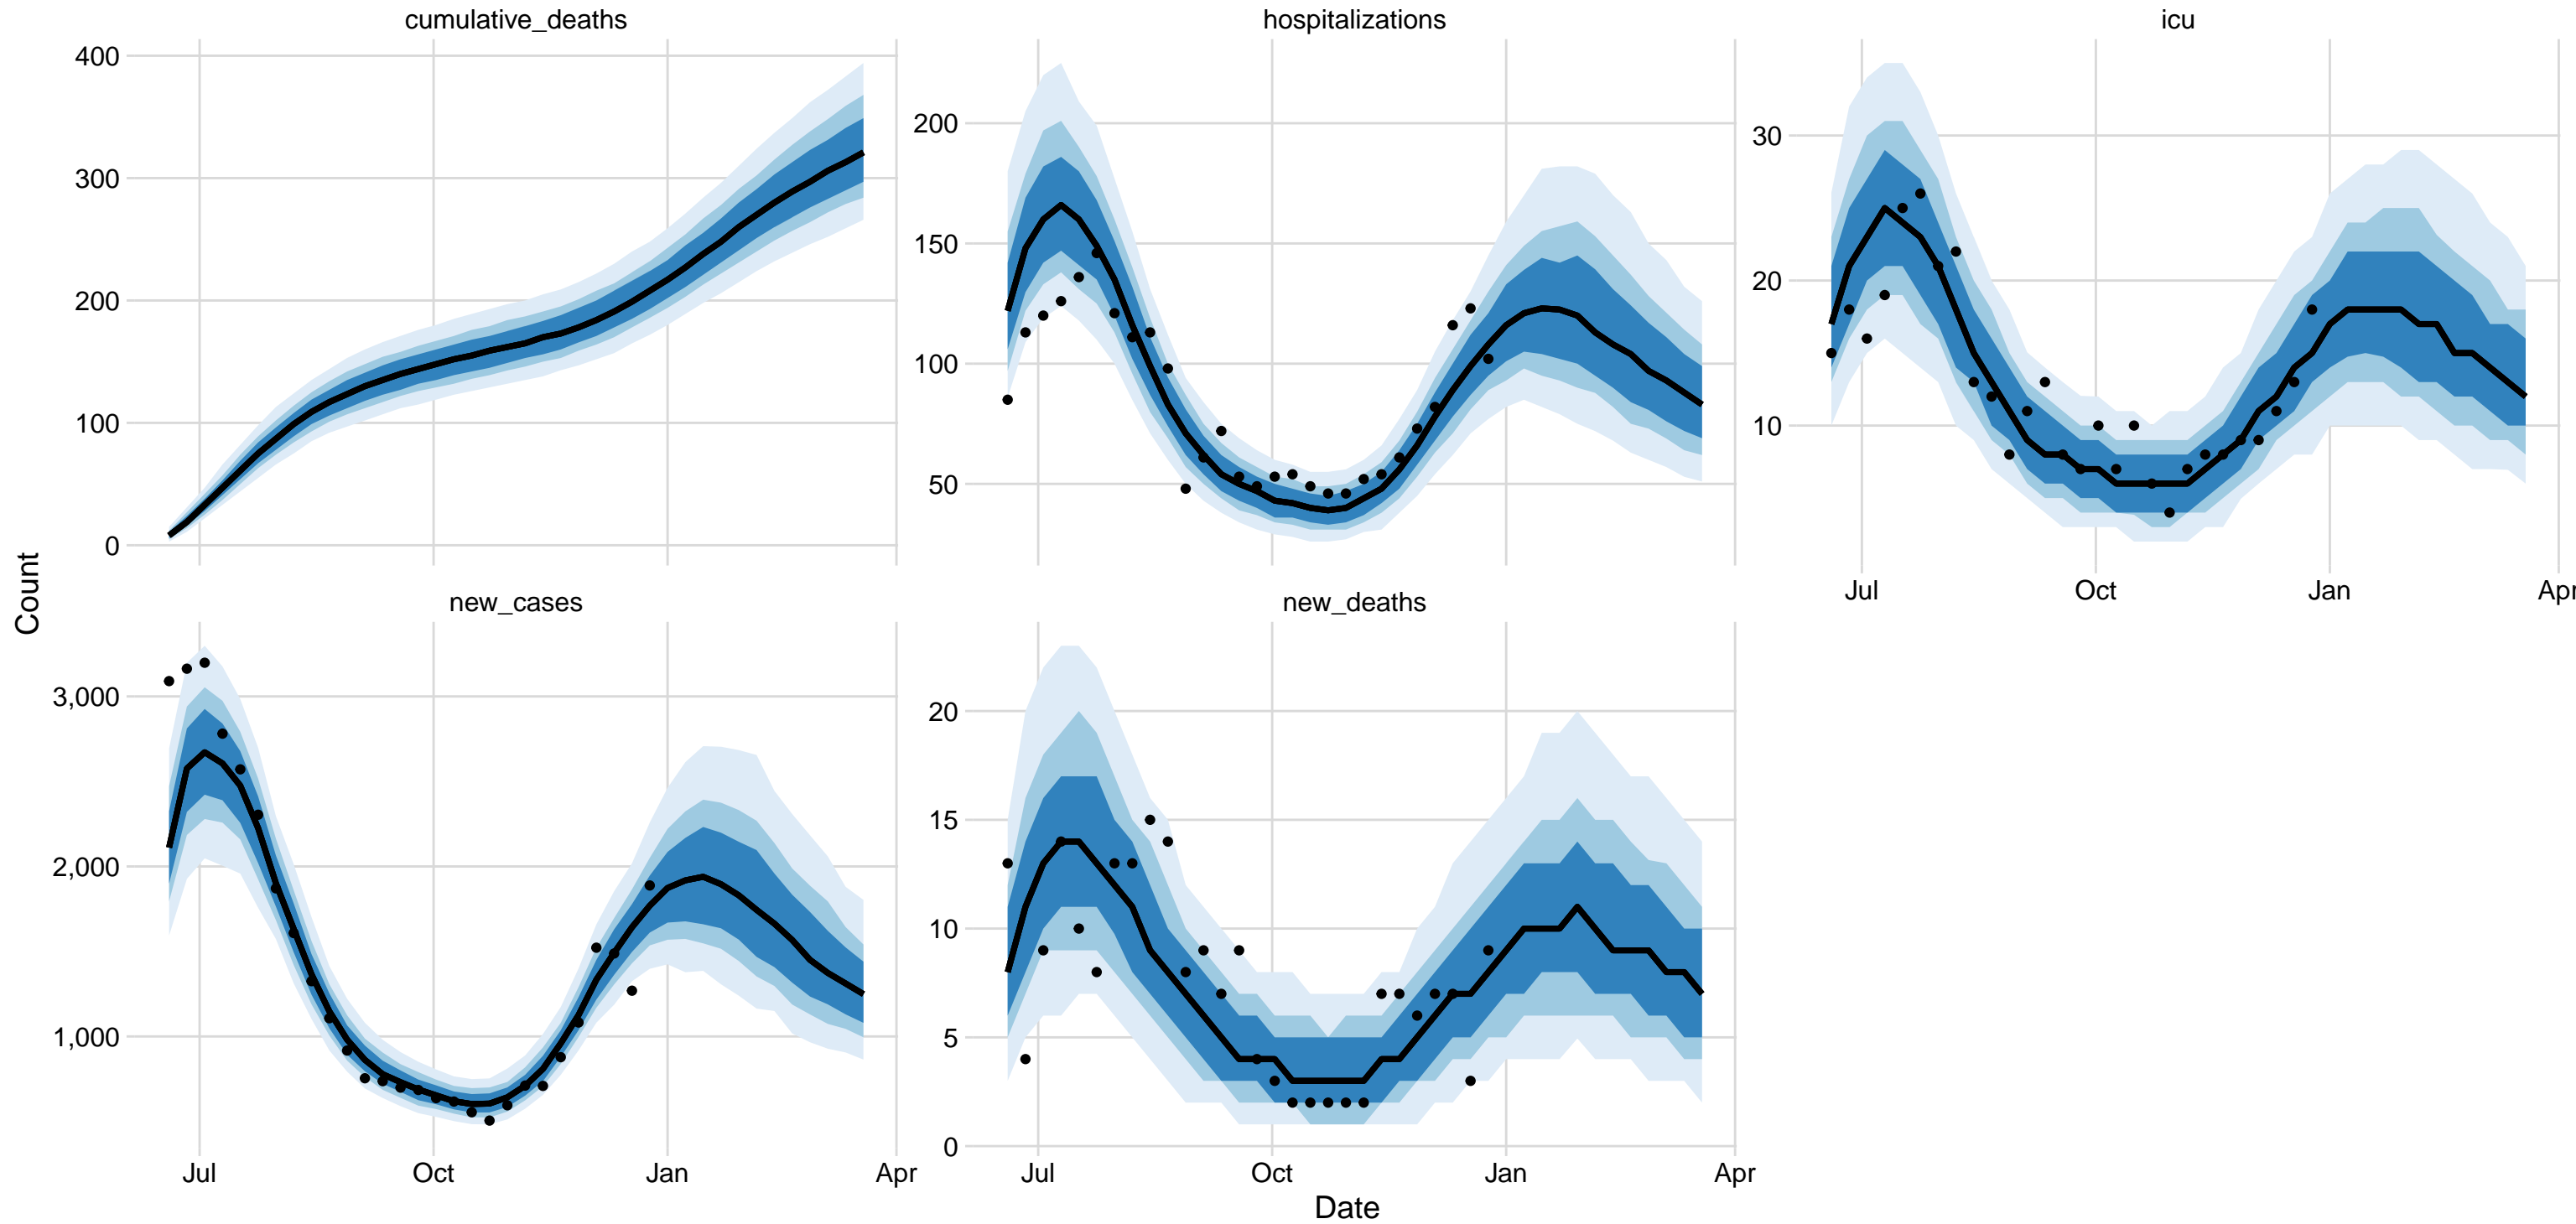 cumulative_deaths
400
300
200
100
0
hospitalizations
200
150
100
50
icu
30
20
10
Jul Oct Jan Apr
Count
new_cases
3,000
2,000
1,000
Jul Oct Jan Apr
new_deaths
20
15
10
5
0
Jul Oct Jan Apr
Date